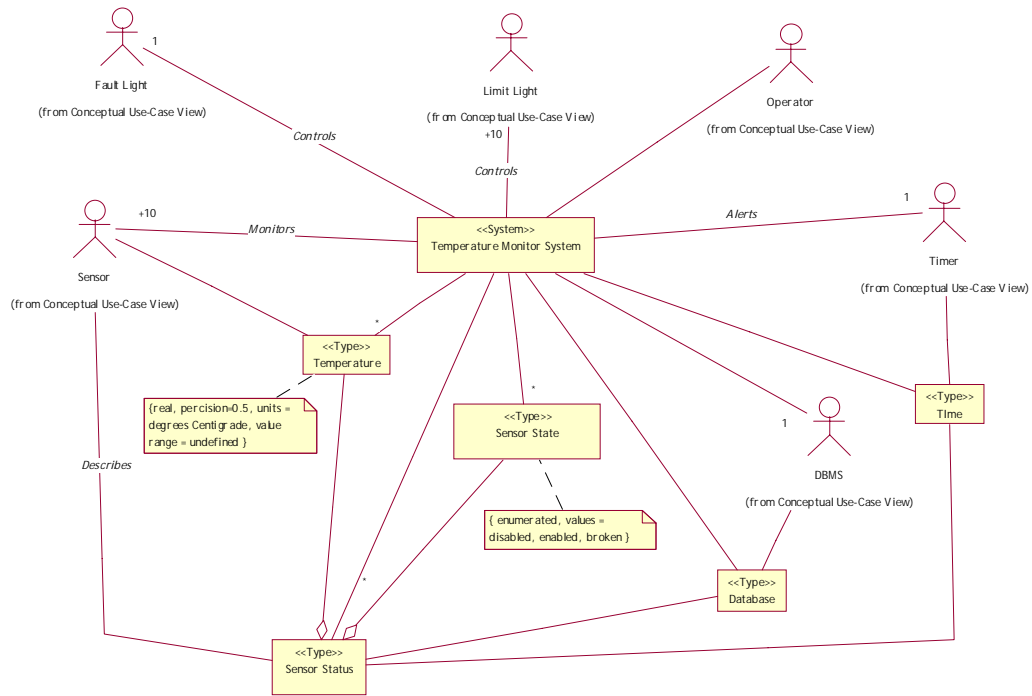 1
Fault Light
(from Conceptual Use-Case View)
Limit Light
(from Conceptual Use-Case View)
+10
Operator
(from Conceptual Use-Case View)
Controls
Controls
+10
Monitors
Sensor
(from Conceptual Use-Case View)
<<System>>
Temperature Monitor System
Alerts
1
Timer
(from Conceptual Use-Case View)
*
<<Type>>
Temperature
{real, percision=0.5, units =
degrees Centigrade, value
range = undefined }
*
<<Type>>
Sensor State
{ enumerated, values =
disabled, enabled, broken }
<<Type>>
TIme
1
DBMS
(from Conceptual Use-Case View)
Describes
*
<<Type>>
Database
<<Type>>
Sensor Status